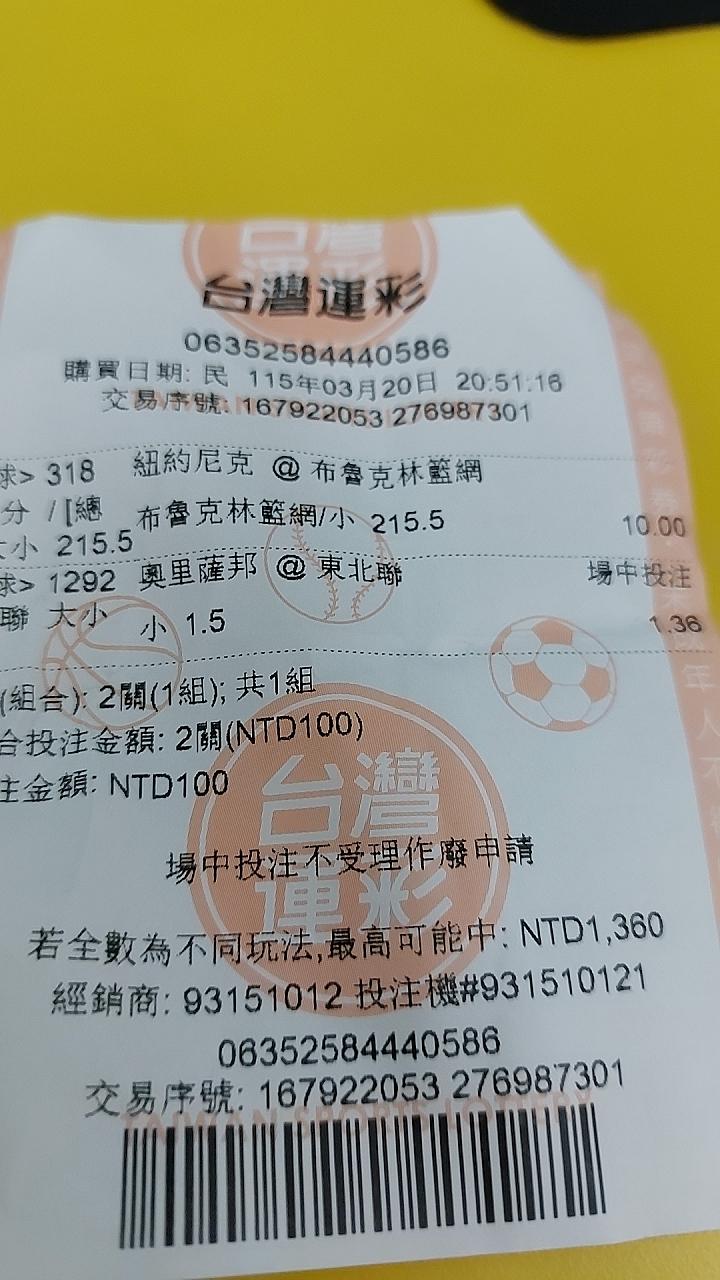 台灣運彩
06352584440586
購買日期: 民 115年03月20日 20:51:16
交易序號: 167922053 276987301
球> 318 紐約尼克 @ 布魯克林籃網
分 / [總 布魯克林籃網/小 215.5 10.00
大小 215.5
球> 1292 奧里薩邦 @ 東北聯 場中投注
聯 大小 小 1.5 1.36
(組合): 2關(1組); 共1組
合投注金額: 2關(NTD100)
注金額: NTD100
台灣
運彩
場中投注不受理作廢申請
若全數為不同玩法,最高可能中: NTD1,360
經銷商: 93151012 投注機#931510121
06352584440586
交易序號: 167922053 276987301
TAIWAN SPORTS LOTTERY